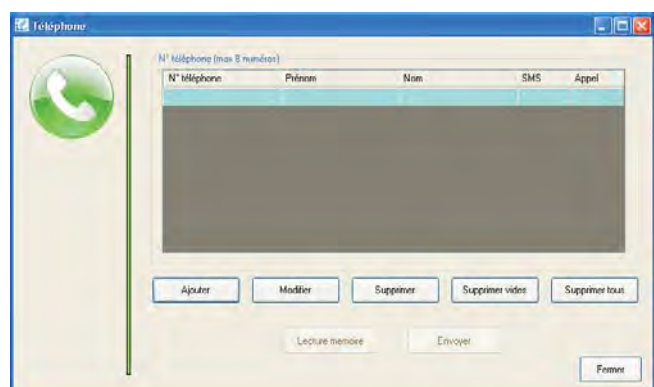 Téléphone
N° téléphone (max 8 numéros)
N° téléphone Prénom Nom SMS Appel
Ajouter Modifier Supprimer Supprimer vides Supprimer tous
Lecture memoire Envoyer
Fermer